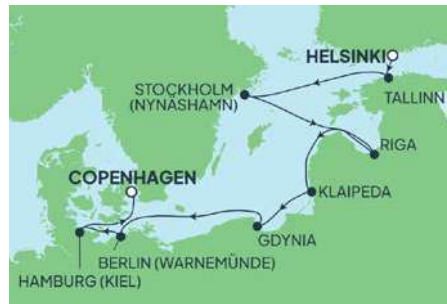 HELSINKI
TALLINN
STOCKHOLM
(NYNÄSHAMN)
RIGA
COPENHAGEN
KLAIPEDA
GDYNIA
BERLIN (WARNEMÜNDE)
HAMBURG (KIEL)